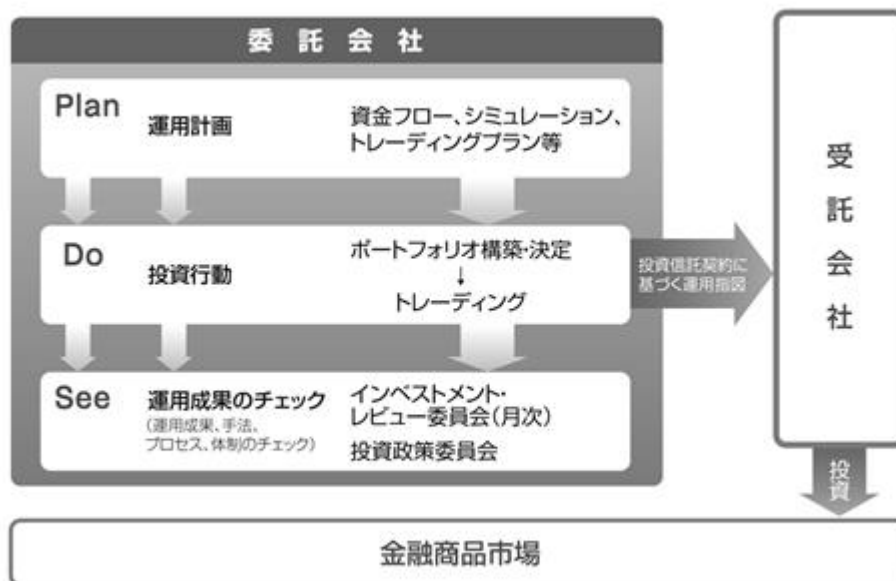 委託会社
Plan
運用計画
資金フロー、シミュレーション、
トレーディングプラン等
Do
投資行動
ポートフォリオ構築・決定
↓
トレーディング
See
運用成果のチェック
(運用成果、手法、
プロセス、体制のチェック)
インベストメント・
レビュー委員会(月次)
投資政策委員会
投資信託契約に
基づく運用指図
受託会社
投資
金融商品市場